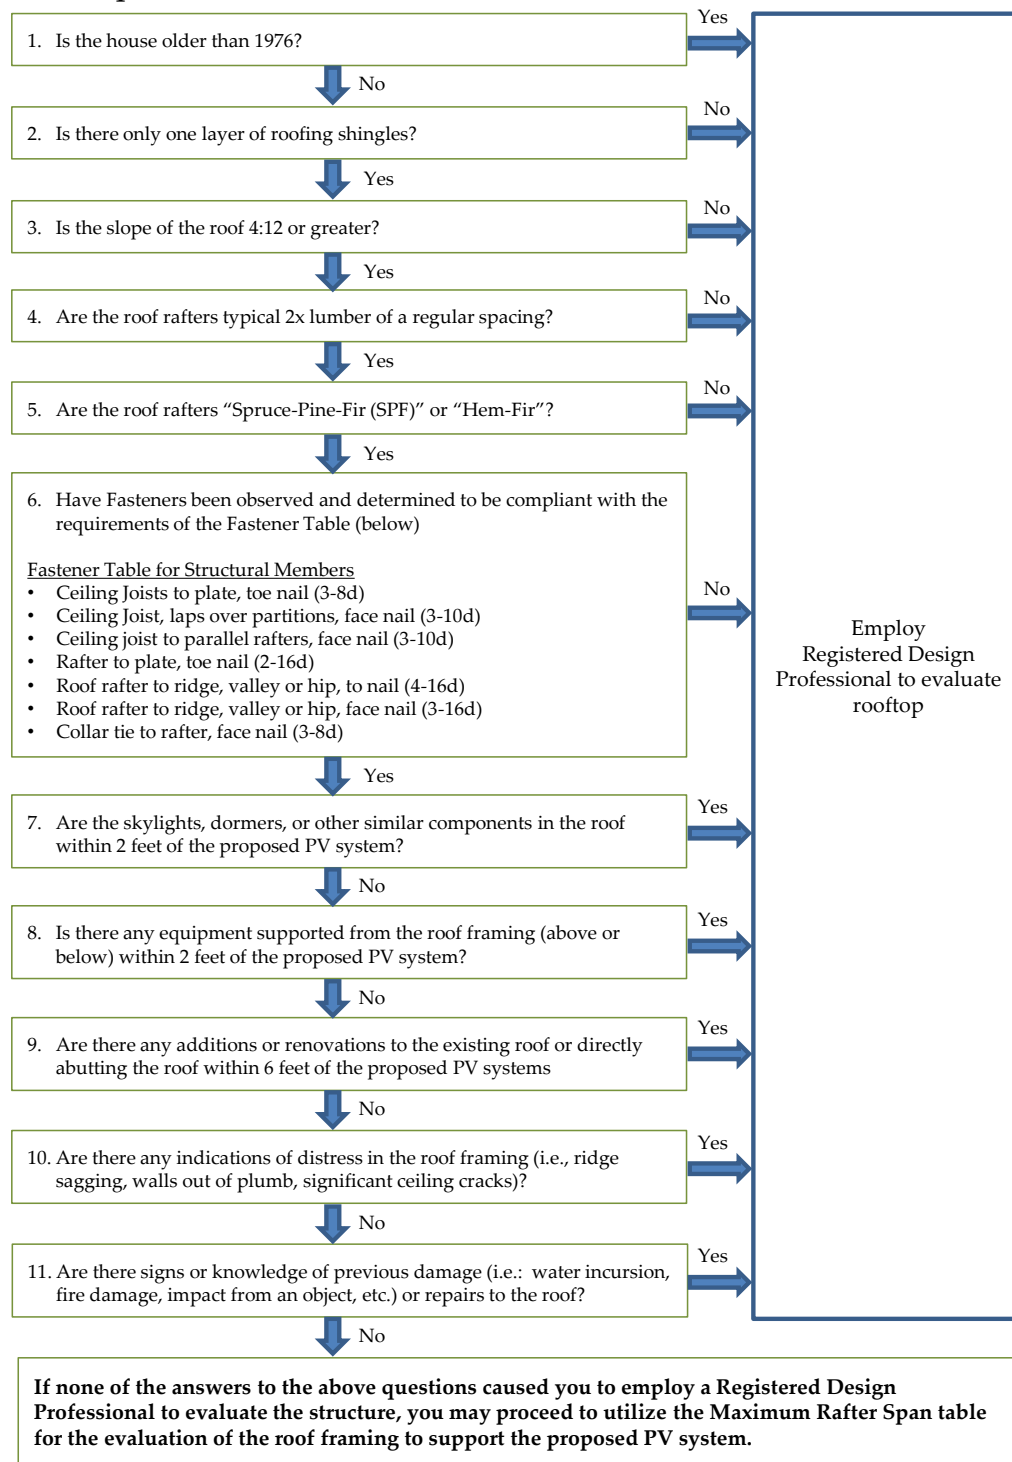 Yes
1. Is the house older than 1976?
No
No
2. Is there only one layer of roofing shingles?
Yes
No
3. Is the slope of the roof 4:12 or greater?
Yes
No
4. Are the roof rafters typical 2x lumber of a regular spacing?
Yes
No
5. Are the roof rafters “Spruce-Pine-Fir (SPF)” or “Hem-Fir”?
Yes
6. Have Fasteners been observed and determined to be compliant with the
requirements of the Fastener Table (below)
Fastener Table for Structural Members
• Ceiling Joists to plate, toe nail (3-8d)
• Ceiling Joist, laps over partitions, face nail (3-10d)
• Ceiling joist to parallel rafters, face nail (3-10d)
• Rafter to plate, toe nail (2-16d)
• Roof rafter to ridge, valley or hip, to nail (4-16d)
• Roof rafter to ridge, valley or hip, face nail (3-16d)
• Collar tie to rafter, face nail (3-8d)
No
Yes
Employ
Registered Design
Professional to evaluate
rooftop
Yes
7. Are the skylights, dormers, or other similar components in the roof
within 2 feet of the proposed PV system?
No
Yes
8. Is there any equipment supported from the roof framing (above or
below) within 2 feet of the proposed PV system?
No
Yes
9. Are there any additions or renovations to the existing roof or directly
abutting the roof within 6 feet of the proposed PV systems
No
Yes
10. Are there any indications of distress in the roof framing (i.e., ridge
sagging, walls out of plumb, significant ceiling cracks)?
No
Yes
11. Are there signs or knowledge of previous damage (i.e.: water incursion,
fire damage, impact from an object, etc.) or repairs to the roof?
No
If none of the answers to the above questions caused you to employ a Registered Design
Professional to evaluate the structure, you may proceed to utilize the Maximum Rafter Span table
for the evaluation of the roof framing to support the proposed PV system.